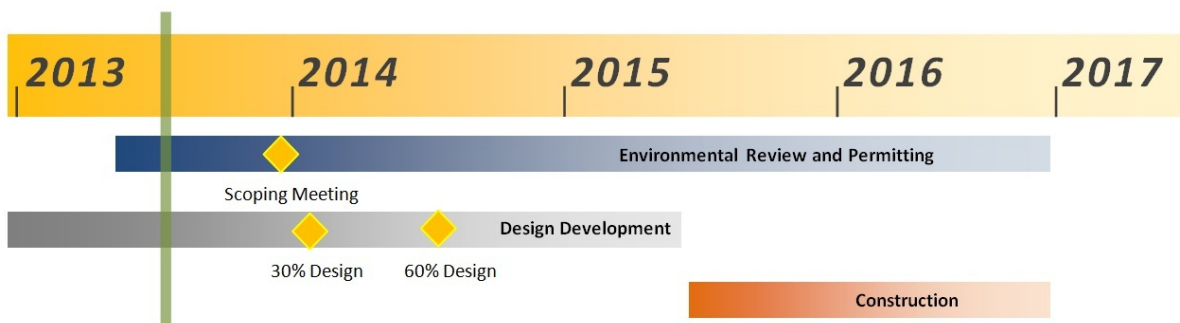 2013 2014 2015 2016 2017
Environmental Review and Permitting
Scoping Meeting
Design Development
30% Design 60% Design
Construction